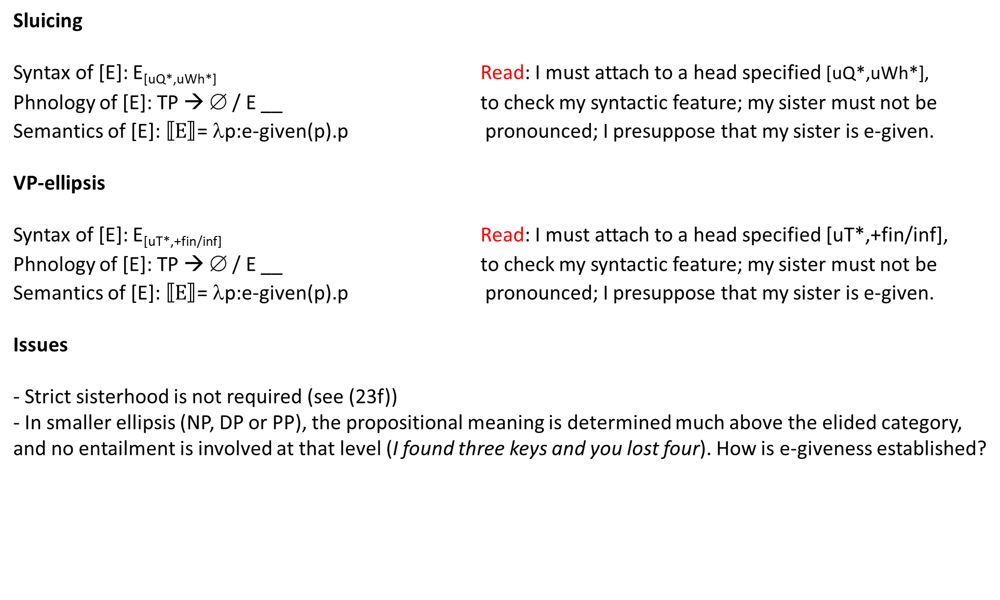 Sluicing
Syntax of [E]: E[uQ*,uWh*]
Read: I must attach to a head specified [uQ*,uWh*],
Phnology of [E]: TP → ∅ / E __
to check my syntactic feature; my sister must not be
Semantics of [E]: ⟦E⟧= λp:e-given(p).p
pronounced; I presuppose that my sister is e-given.
VP-ellipsis
Syntax of [E]: E[uT*,+fin/inf]
Read: I must attach to a head specified [uT*,+fin/inf],
Phnology of [E]: TP → ∅ / E __
to check my syntactic feature; my sister must not be
Semantics of [E]: ⟦E⟧= λp:e-given(p).p
pronounced; I presuppose that my sister is e-given.
Issues
- Strict sisterhood is not required (see (23f))
- In smaller ellipsis (NP, DP or PP), the propositional meaning is determined much above the elided category,
and no entailment is involved at that level (I found three keys and you lost four). How is e-giveness established?